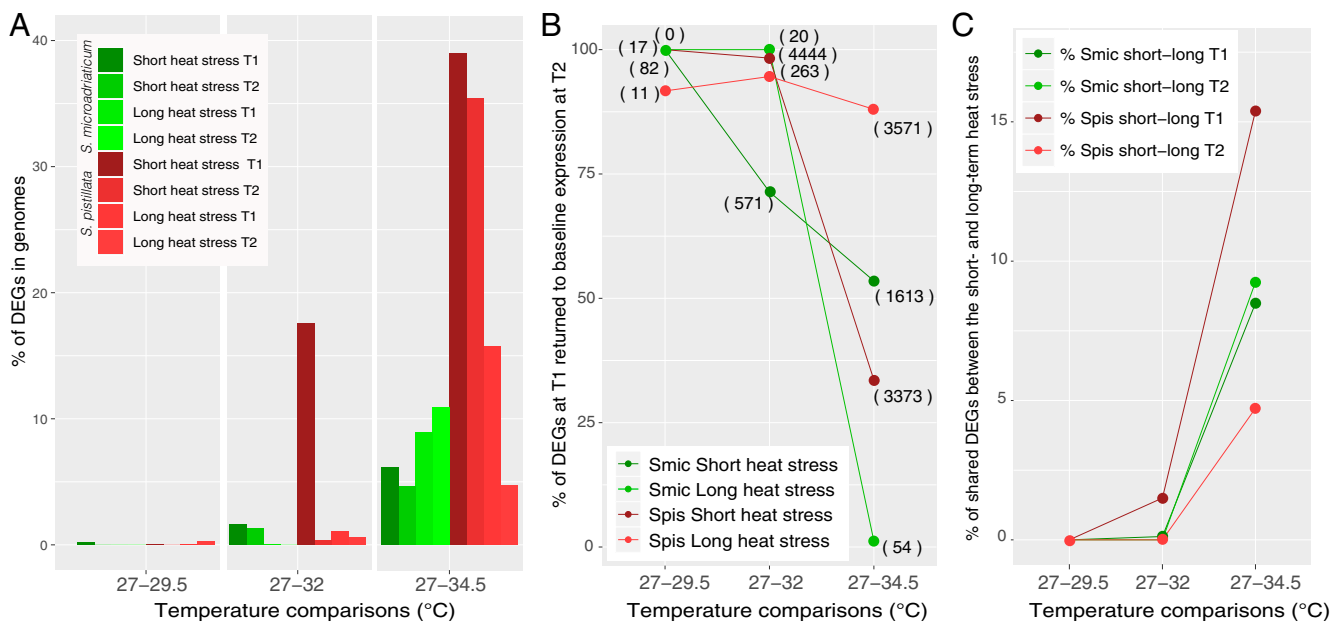 A
% of DEGs in genomes
40
30
20
10
0
S. microadriaticum
S. pistillata
Short heat stress T1
Short heat stress T2
Long heat stress T1
Long heat stress T2
Short heat stress T1
Short heat stress T2
Long heat stress T1
Long heat stress T2
27−29.5
27−32
27−34.5
Temperature comparisons (°C)
B
% of DEGs at T1 returned to baseline expression at T2
100
75
50
25
0
( 0 )
( 17 )
( 82 )
( 11 )
( 20 )
( 4444 )
( 263 )
( 571 )
( 3571 )
( 1613 )
( 3373 )
( 54 )
Smic Short heat stress
Smic Long heat stress
Spis Short heat stress
Spis Long heat stress
27−29.5
27−32
27−34.5
Temperature comparisons (°C)
C
% of shared DEGs between the short- and long-term heat stress
15
10
5
0
% Smic short−long T1
% Smic short−long T2
% Spis short−long T1
% Spis short−long T2
27−29.5
27−32
27−34.5
Temperature comparisons (°C)